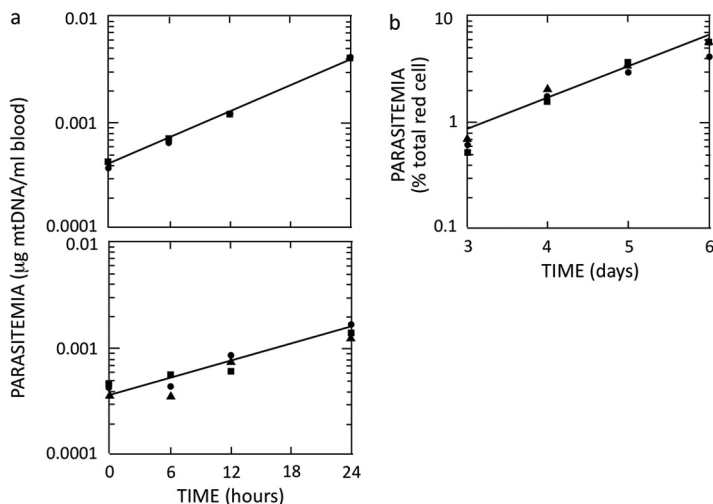 a
PARASITEMIA (µg mtDNA/ml blood)
0.01
0.001
0.0001
0.01
0.001
0.0001
0 6 12 18 24
TIME (hours)
b
PARASITEMIA
(% total red cell)
10
1
0.1
3 4 5 6
TIME (days)